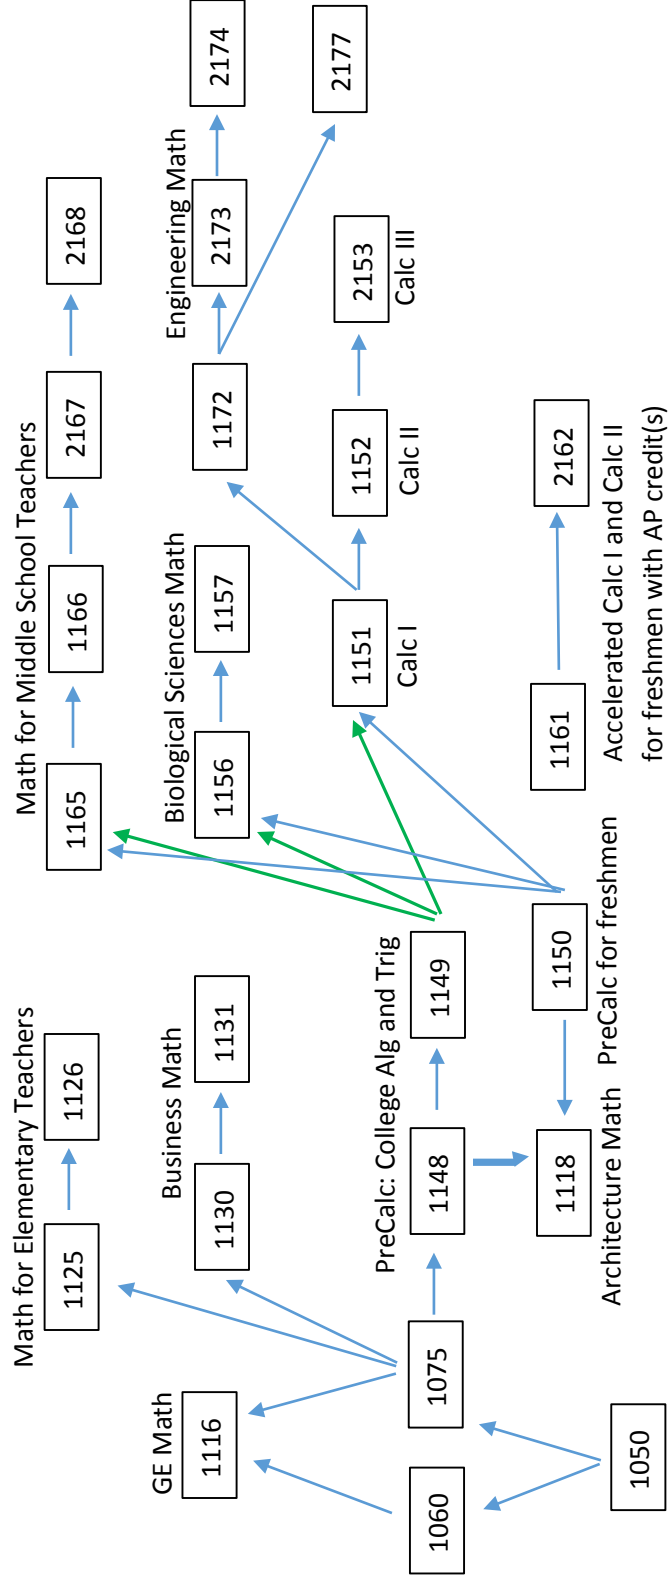 Math for Elementary Teachers
1125
1126
Math for Middle School Teachers
1165
1166
2167
2168
GE Math
1116
Business Math
1130
1131
Biological Sciences Math
1156
1157
Engineering Math
1172
2173
2174
2177
1060
1075
PreCalc: College Alg and Trig
1148
1149
1151
Calc I
1152
Calc II
2153
Calc III
1050
1118
Architecture Math
1150
PreCalc for freshmen
1161
2162
Accelerated Calc I and Calc II
for freshmen with AP credit(s)